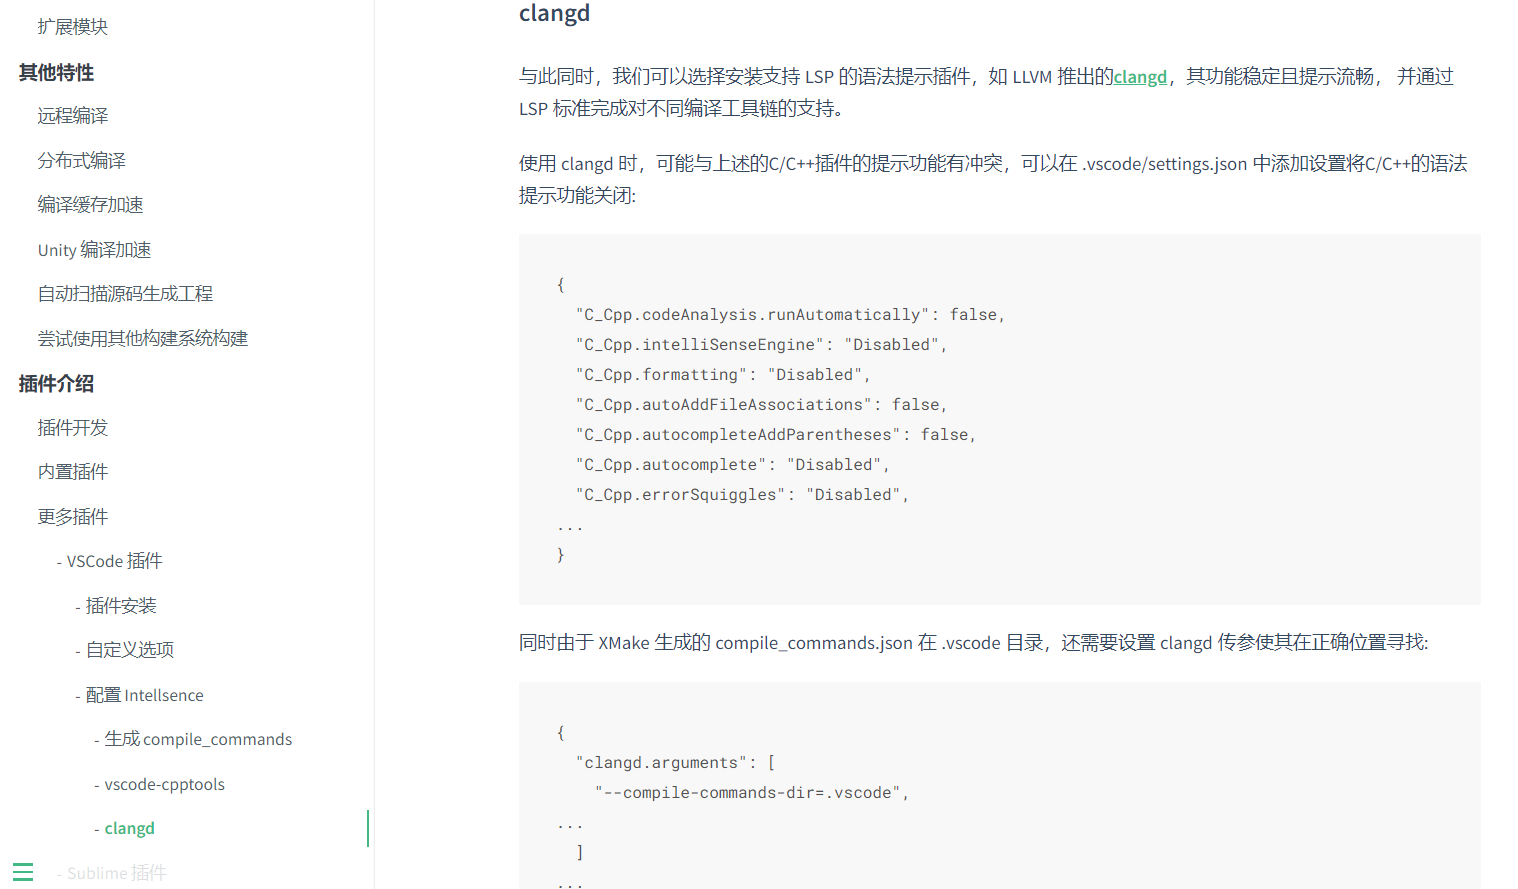 扩展模块
其他特性
远程编译
分布式编译
编译缓存加速
Unity 编译加速
自动扫描源码生成工程
尝试使用其他构建系统构建
插件介绍
插件开发
内置插件
更多插件
- VSCode 插件
- 插件安装
- 自定义选项
- 配置 Intellsence
- 生成 compile_commands
- vscode-cpptools
- clangd
- Sublime 插件
clangd
与此同时，我们可以选择安装支持 LSP 的语法提示插件，如 LLVM 推出的clangd，其功能稳定且提示流畅， 并通过
LSP 标准完成对不同编译工具链的支持。
使用 clangd 时，可能与上述的C/C++插件的提示功能有冲突，可以在 .vscode/settings.json 中添加设置将C/C++的语法
提示功能关闭:
{
"C_Cpp.codeAnalysis.runAutomatically": false,
"C_Cpp.intelliSenseEngine": "Disabled",
"C_Cpp.formatting": "Disabled",
"C_Cpp.autoAddFileAssociations": false,
"C_Cpp.autocompleteAddParentheses": false,
"C_Cpp.autocomplete": "Disabled",
"C_Cpp.errorSquiggles": "Disabled",
...
}
同时由于 XMake 生成的 compile_commands.json 在 .vscode 目录，还需要设置 clangd 传参使其在正确位置寻找:
{
"clangd.arguments": [
"--compile-commands-dir=.vscode",
...
]
...